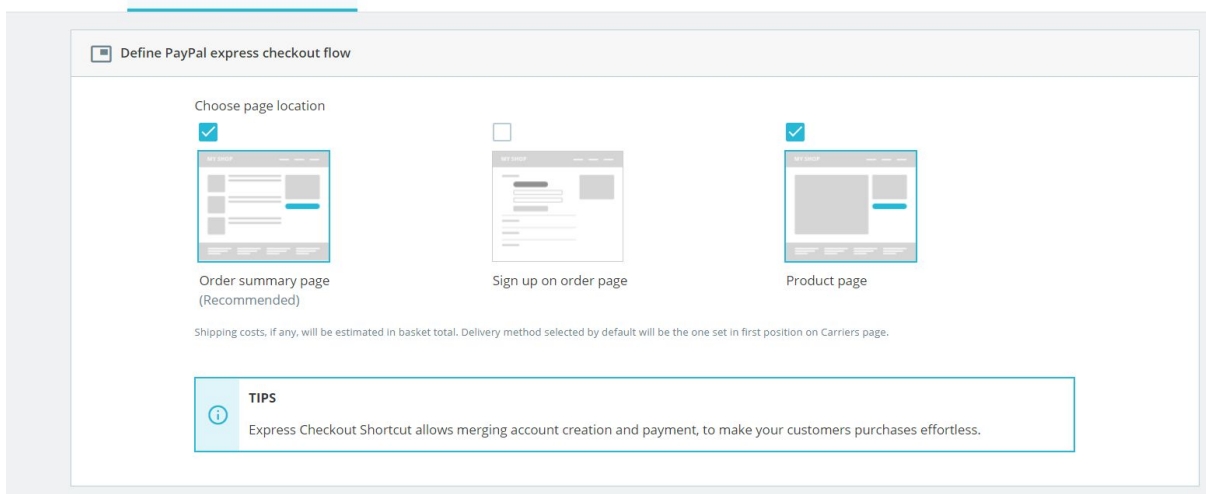 Define PayPal express checkout flow
Choose page location
MY SHOP
MY SHOP
MY SHOP
Order summary page
(Recommended)
Sign up on order page
Product page
Shipping costs, if any, will be estimated in basket total. Delivery method selected by default will be the one set in first position on Carriers page.
TIPS
Express Checkout Shortcut allows merging account creation and payment, to make your customers purchases effortless.